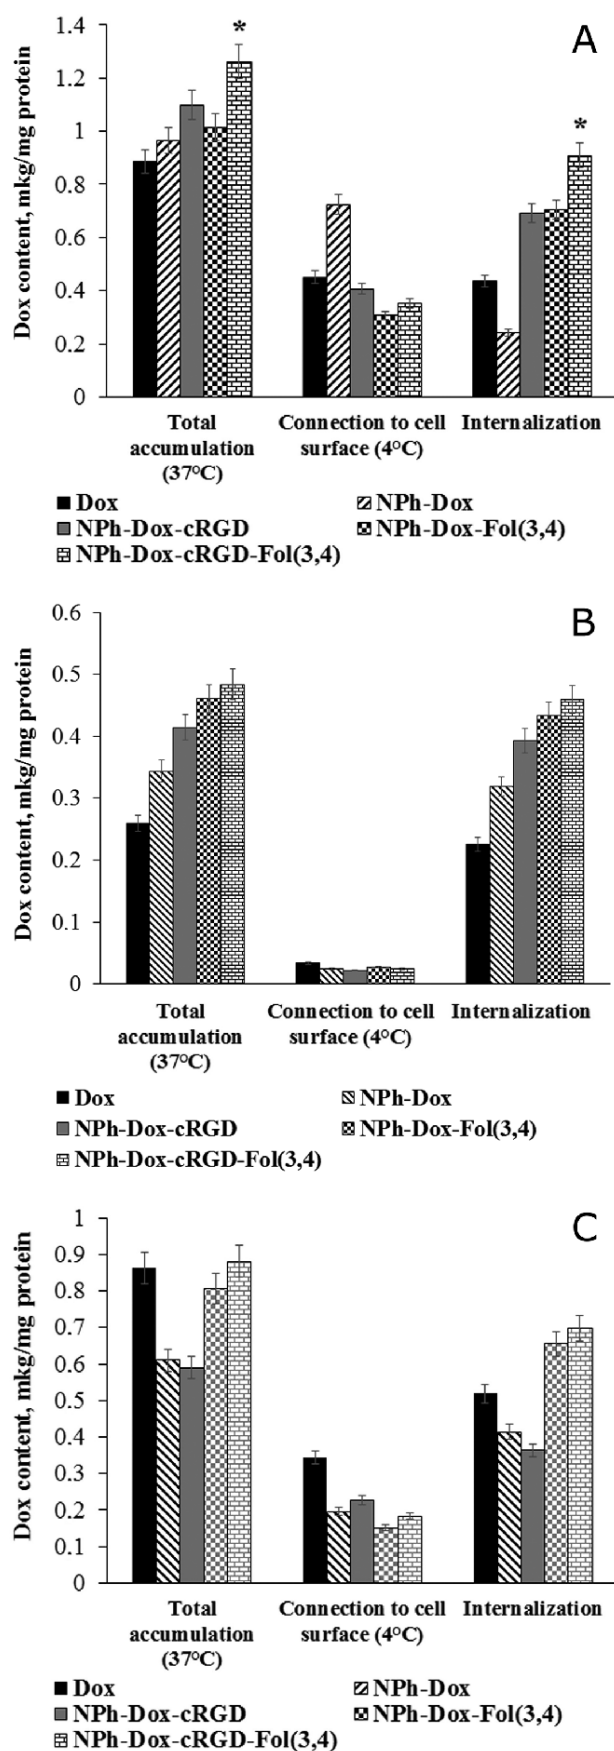 A
Dox content, mkg/mg protein
1.4
1.2
1
0.8
0.6
0.4
0.2
0
*
*
Total Connection to cell Internalization
accumulation surface (4°C)
(37°C)
Dox NPh-Dox
NPh-Dox-cRGD NPh-Dox-Fol(3,4)
NPh-Dox-cRGD-Fol(3,4)
B
Dox content, mkg/mg protein
0.6
0.5
0.4
0.3
0.2
0.1
0
Total Connection to cell Internalization
accumulation surface (4°C)
(37°C)
Dox NPh-Dox
NPh-Dox-cRGD NPh-Dox-Fol(3,4)
NPh-Dox-cRGD-Fol(3,4)
C
Dox content, mkg/mg protein
1
0.9
0.8
0.7
0.6
0.5
0.4
0.3
0.2
0.1
0
Total Connection to cell Internalization
accumulation surface (4°C)
(37°C)
Dox NPh-Dox
NPh-Dox-cRGD NPh-Dox-Fol(3,4)
NPh-Dox-cRGD-Fol(3,4)